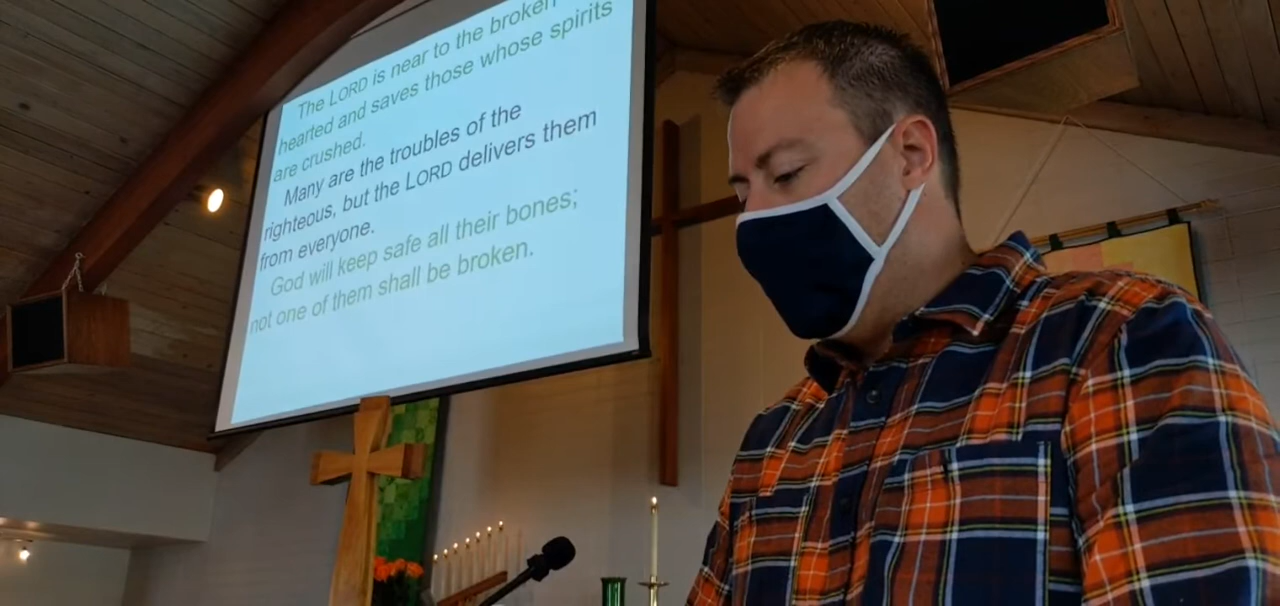 The LORD is near to the broken
hearted and saves those whose spirits
are crushed.
Many are the troubles of the
righteous, but the LORD delivers them
from everyone.
God will keep safe all their bones;
not one of them shall be broken.